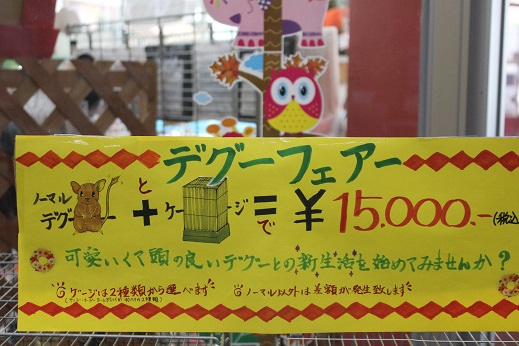 デグーフェアー
ノーマルデグーとケージで=¥15.000.-(税込)
可愛いくて頭の良いデグーとの新生活を始めてみませんか?
ケージは2種類から選べます
ノーマル以外は差額が発生致します